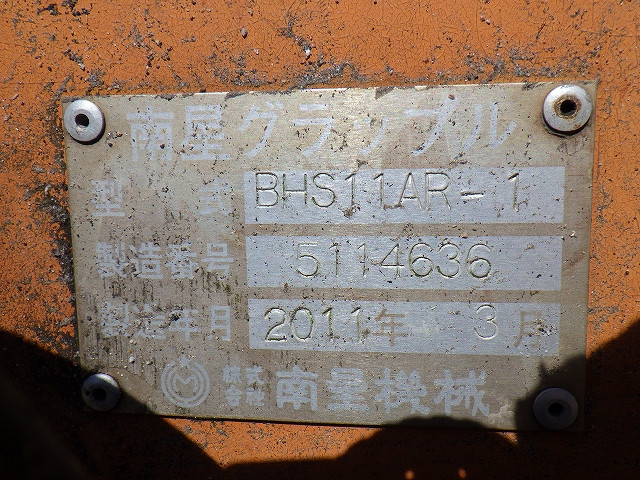 南星グラップル
型式 BHS11AR-1
製造番号 5114636
製造年月 2011年 3月
株式会社 南星機械